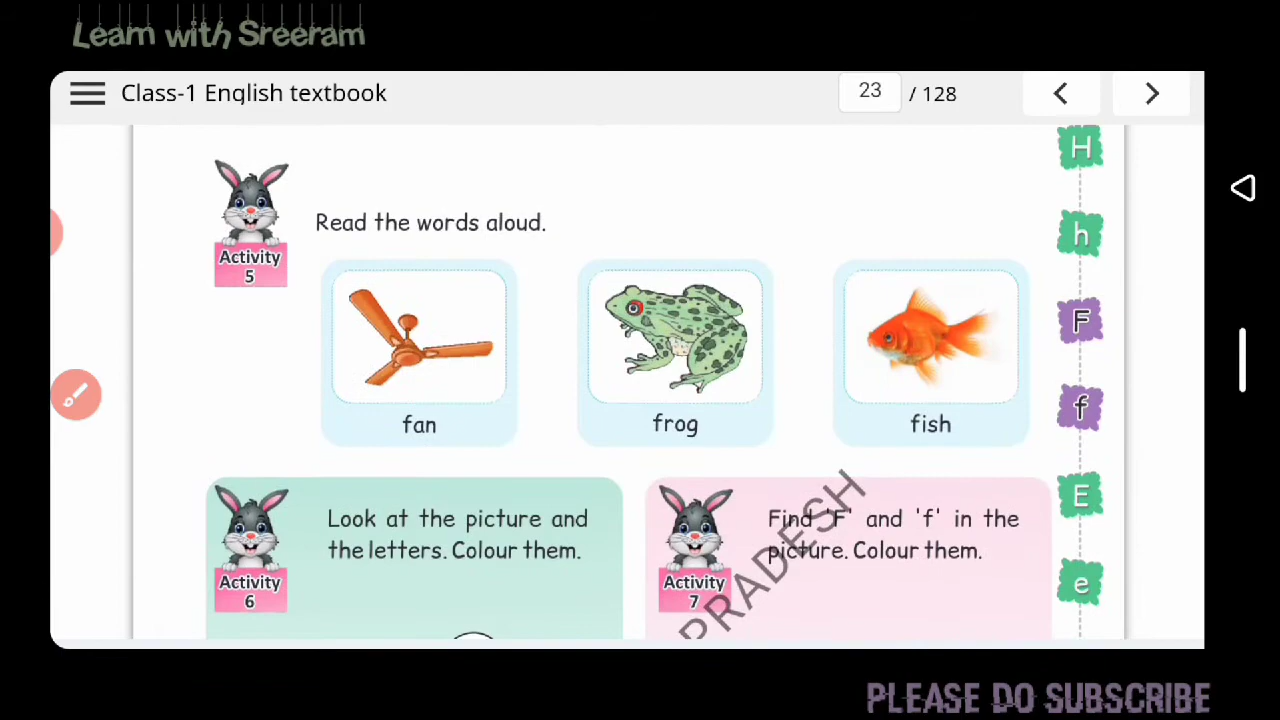 Learn with Sreeram
Class-1 English textbook
23 / 128
Activity
5
Read the words aloud.
fan
frog
fish
Activity
6
Look at the picture and
the letters. Colour them.
Activity
7
Find 'F' and 'f' in the
picture. Colour them.
PRADESH
H
h
F
f
E
e
PLEASE DO SUBSCRIBE